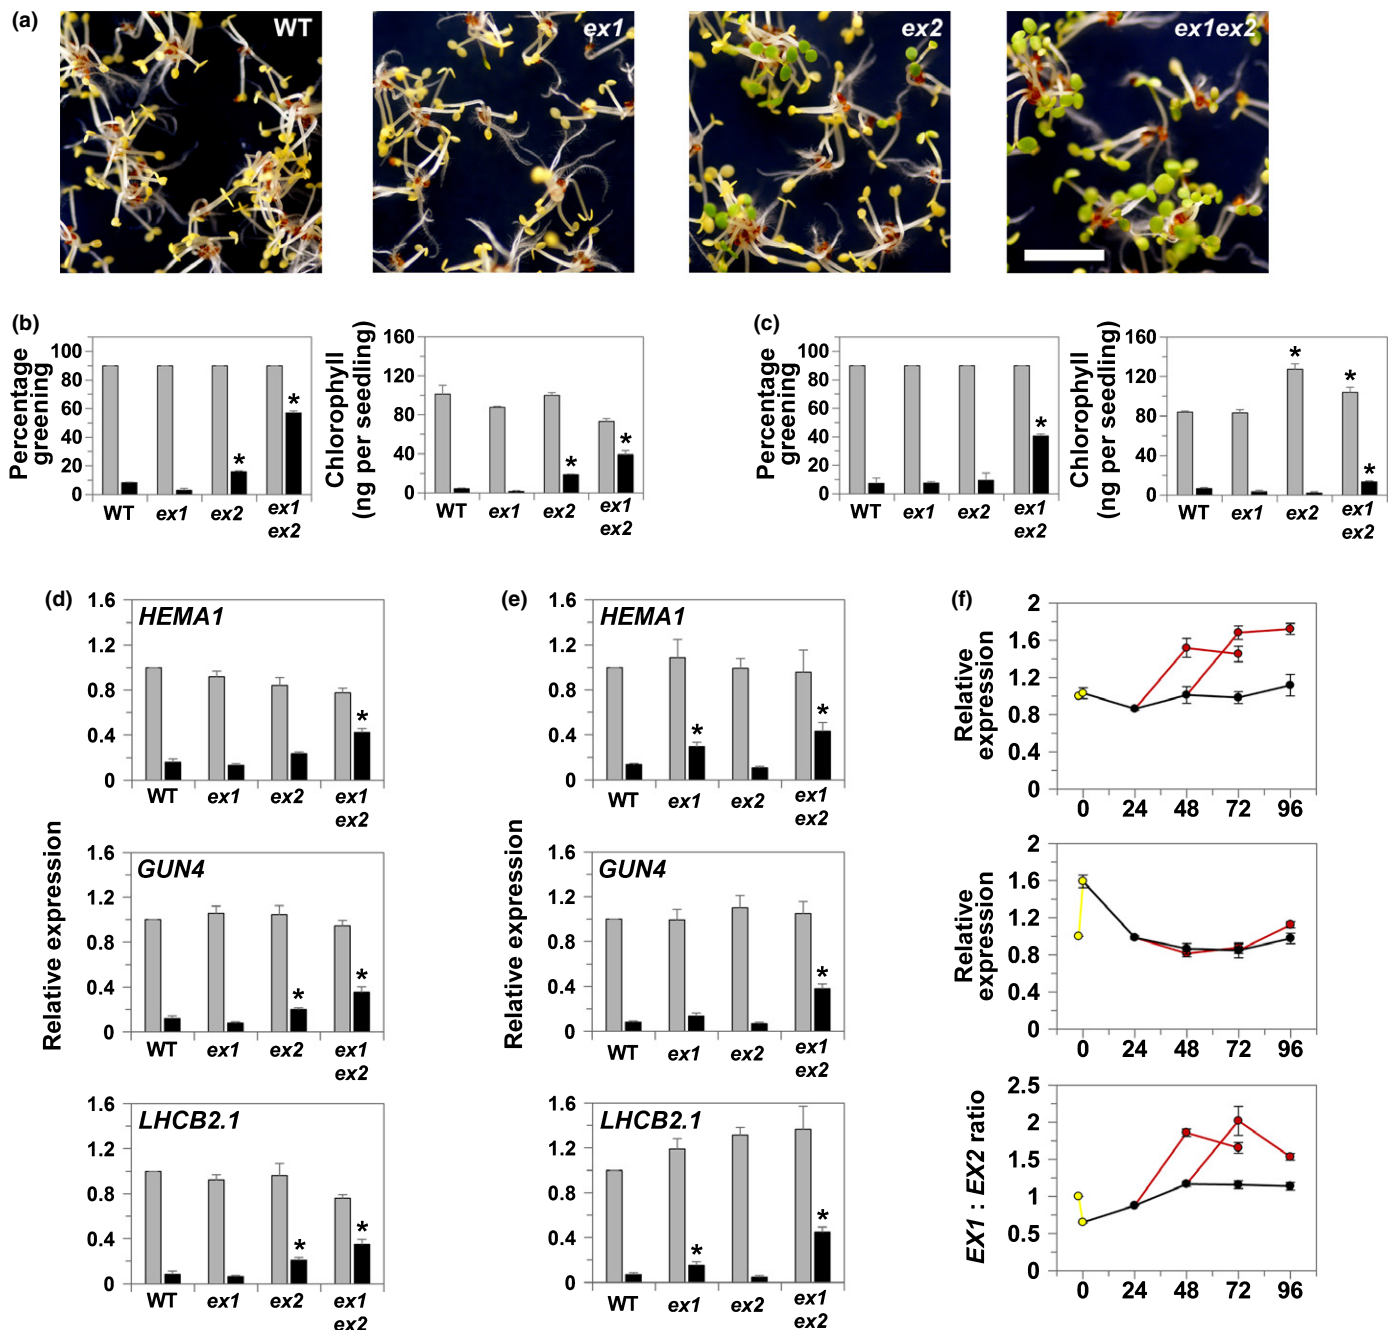 (a)
WT
ex1
ex2
ex1ex2
(b)
Percentage
greening
100
80
60
40
20
0
WT
ex1
ex2
ex1
ex2
*
*
Chlorophyll
(ng per seedling)
160
120
80
40
0
WT
ex1
ex2
ex1
ex2
*
*
(c)
Percentage
greening
100
80
60
40
20
0
WT
ex1
ex2
ex1
ex2
*
Chlorophyll
(ng per seedling)
160
120
80
40
0
WT
ex1
ex2
ex1
ex2
*
*
*
(d)
Relative expression
HEMA1
1.6
1.2
0.8
0.4
0
*
WT
ex1
ex2
ex1
ex2
GUN4
1.6
1.2
0.8
0.4
0
*
*
WT
ex1
ex2
ex1
ex2
LHCB2.1
1.6
1.2
0.8
0.4
0
*
*
WT
ex1
ex2
ex1
ex2
(e)
Relative expression
HEMA1
1.6
1.2
0.8
0.4
0
*
*
WT
ex1
ex2
ex1
ex2
GUN4
1.6
1.2
0.8
0.4
0
*
WT
ex1
ex2
ex1
ex2
LHCB2.1
1.6
1.2
0.8
0.4
0
*
*
WT
ex1
ex2
ex1
ex2
(f)
Relative
expression
2
1.6
1.2
0.8
0.4
0
0 24 48 72 96
Relative
expression
2
1.6
1.2
0.8
0.4
0
0 24 48 72 96
EX1 : EX2 ratio
2.5
2
1.5
1
0.5
0
0 24 48 72 96